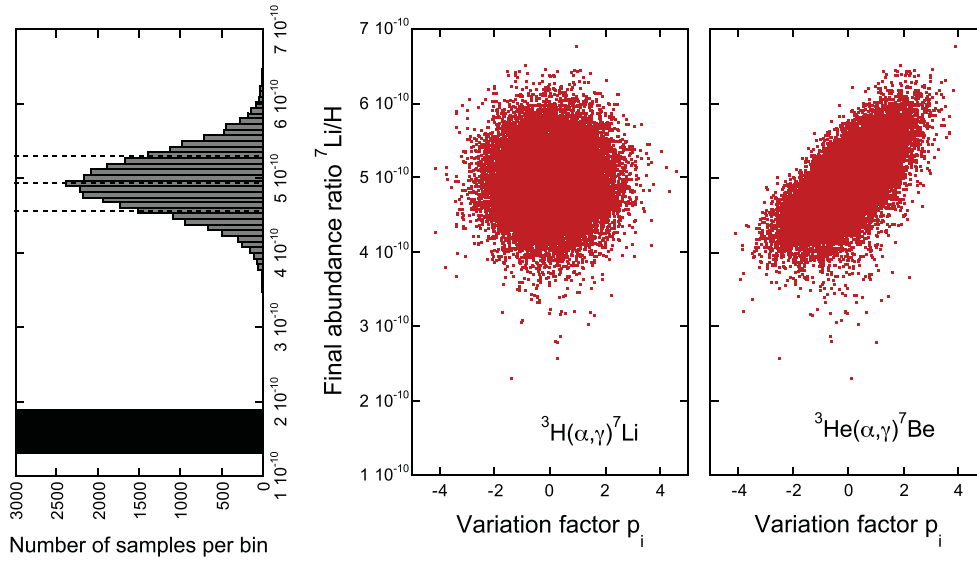 7 10⁻¹⁰
6 10⁻¹⁰
5 10⁻¹⁰
4 10⁻¹⁰
3 10⁻¹⁰
2 10⁻¹⁰
1 10⁻¹⁰
3000 2500 2000 1500 1000 500 0
Number of samples per bin
Final abundance ratio ⁷Li/H
7 10⁻¹⁰
6 10⁻¹⁰
5 10⁻¹⁰
4 10⁻¹⁰
3 10⁻¹⁰
2 10⁻¹⁰
1 10⁻¹⁰
³H(α,γ)⁷Li
-4 -2 0 2 4
Variation factor pᵢ
³He(α,γ)⁷Be
-4 -2 0 2 4
Variation factor pᵢ